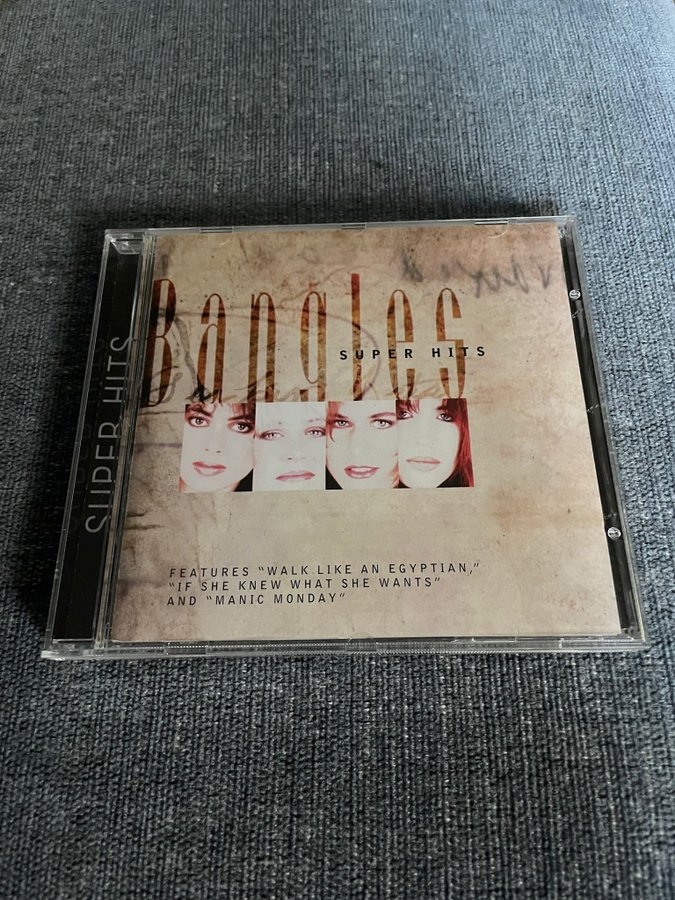 Bangles
SUPER HITS
SUPER HITS
FEATURES "WALK LIKE AN EGYPTIAN,"
"IF SHE KNEW WHAT SHE WANTS"
AND "MANIC MONDAY"